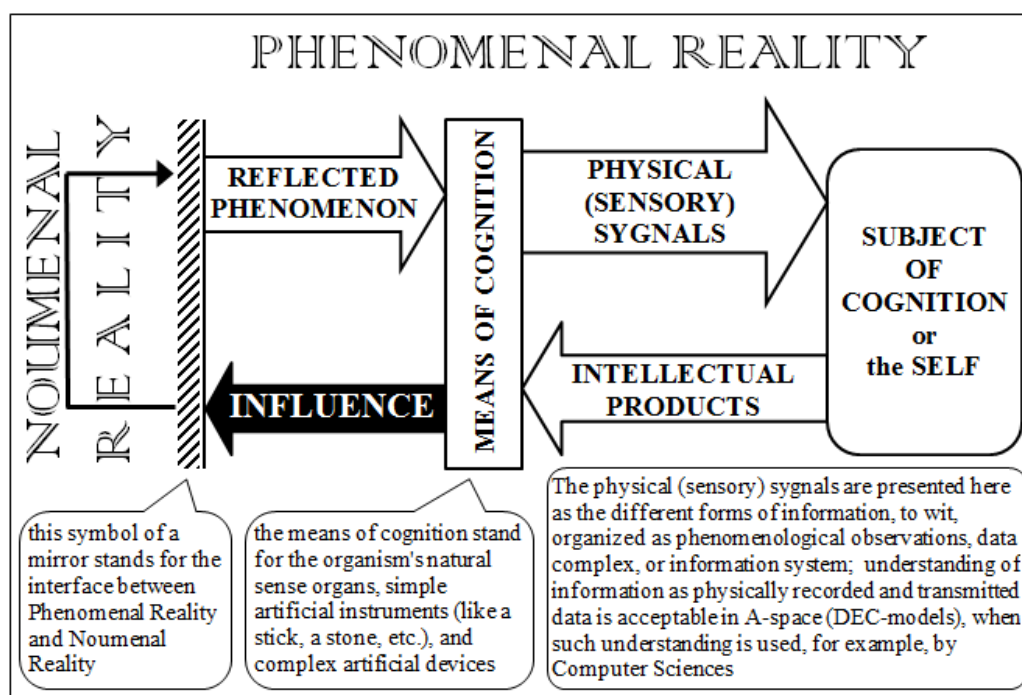 PHENOMENAL REALITY
NOUMENAL
REALITY
REFLECTED
PHENOMENON
MEANS OF COGNITION
PHYSICAL
(SENSORY)
SYGNALS
SUBJECT
OF
COGNITION
or
the SELF
INFLUENCE
INTELLECTUAL
PRODUCTS
this symbol of a
mirror stands for the
interface between
Phenomenal Reality
and Noumenal
Reality
the means of cognition stand
for the organism's natural
sense organs, simple
artificial instruments (like a
stick, a stone, etc.), and
complex artificial devices
The physical (sensory) sygnals are presented here
as the different forms of information, to wit,
organized as phenomenological observations, data
complex, or information system; understanding of
information as physically recorded and transmitted
data is acceptable in A-space (DEC-models), when
such understanding is used, for example, by
Computer Sciences